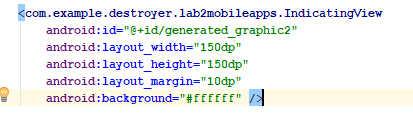 <com.example.destroyer.lab2mobileapps.IndicatingView
android:id="@+id/generated_graphic2"
android:layout_width="150dp"
android:layout_height="150dp"
android:layout_margin="10dp"
android:background="#ffffff" />